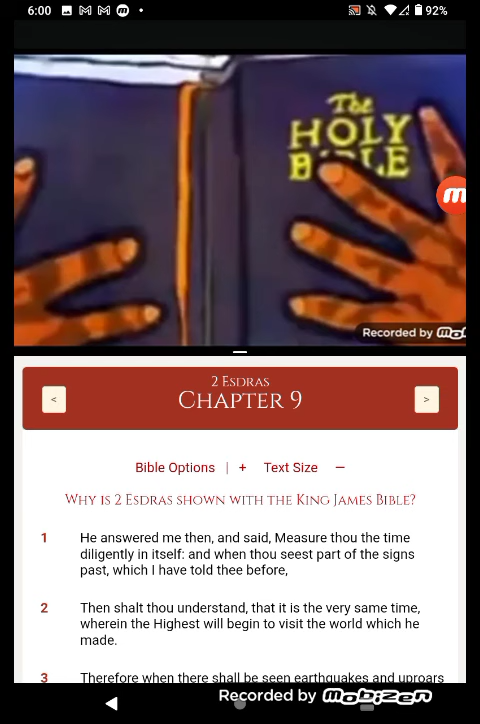 6:00
92%
The
HOLY
B BLE
Recorded by
2 Esdras
Chapter 9
<
>
Bible Options | + Text Size —
Why is 2 Esdras shown with the King James Bible?
1 He answered me then, and said, Measure thou the time
diligently in itself: and when thou seest part of the signs
past, which I have told thee before,
2 Then shalt thou understand, that it is the very same time,
wherein the Highest will begin to visit the world which he
made.
3 Therefore when there shall be seen earthquakes and uproars
Recorded by Mobizen